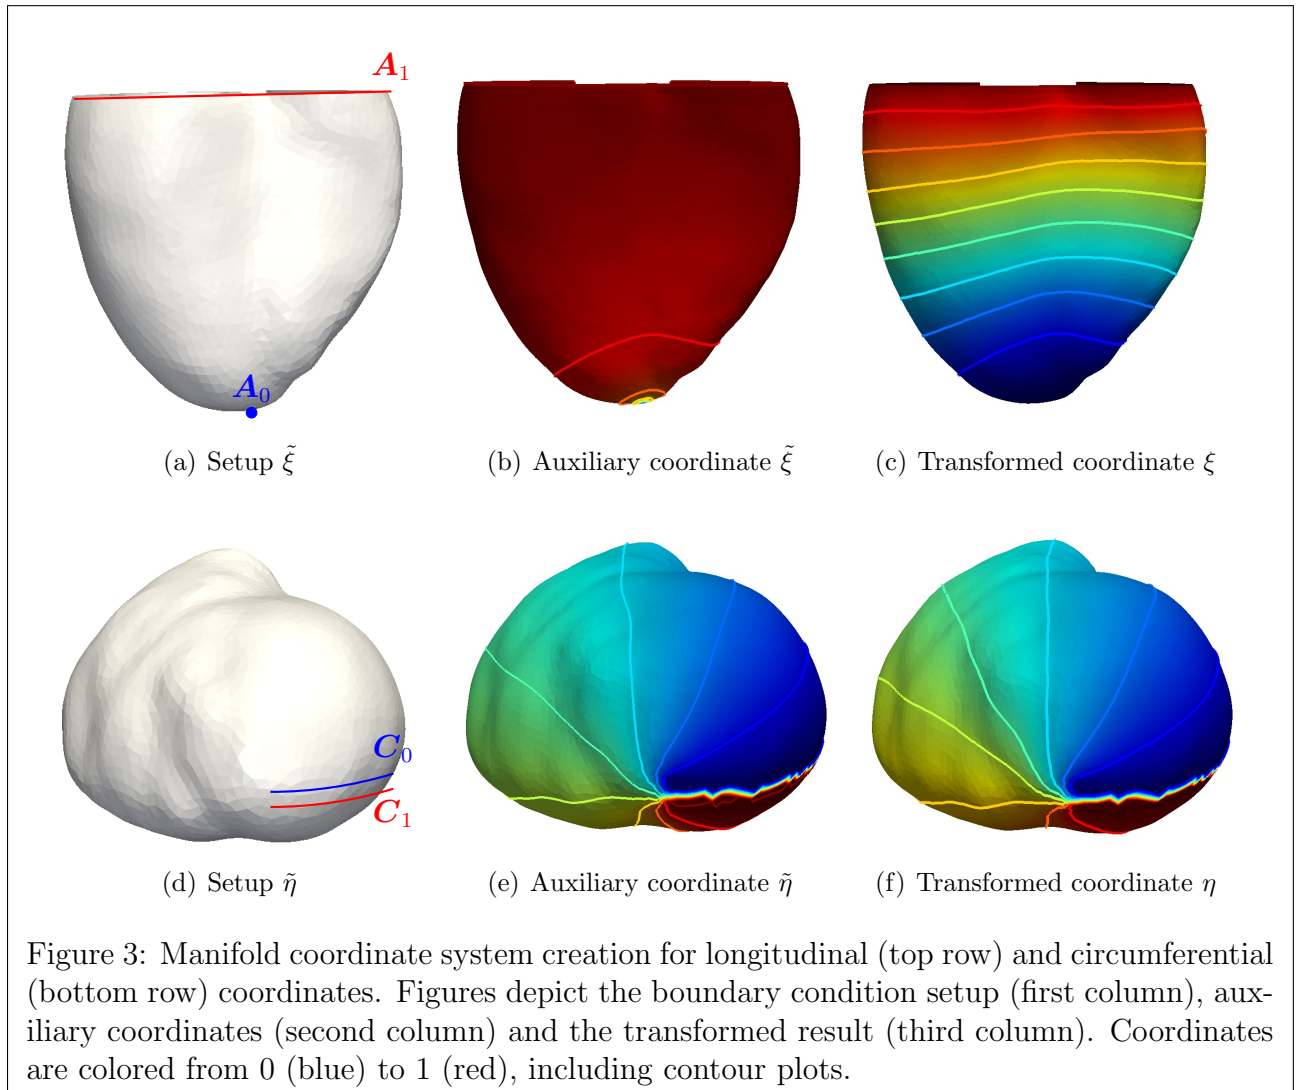 A₁
A₀
(a) Setup ξ̃
(b) Auxiliary coordinate ξ̃
(c) Transformed coordinate ξ
C₀
C₁
(d) Setup η̃
(e) Auxiliary coordinate η̃
(f) Transformed coordinate η
Figure 3: Manifold coordinate system creation for longitudinal (top row) and circumferential
(bottom row) coordinates. Figures depict the boundary condition setup (first column), aux-
iliary coordinates (second column) and the transformed result (third column). Coordinates
are colored from 0 (blue) to 1 (red), including contour plots.